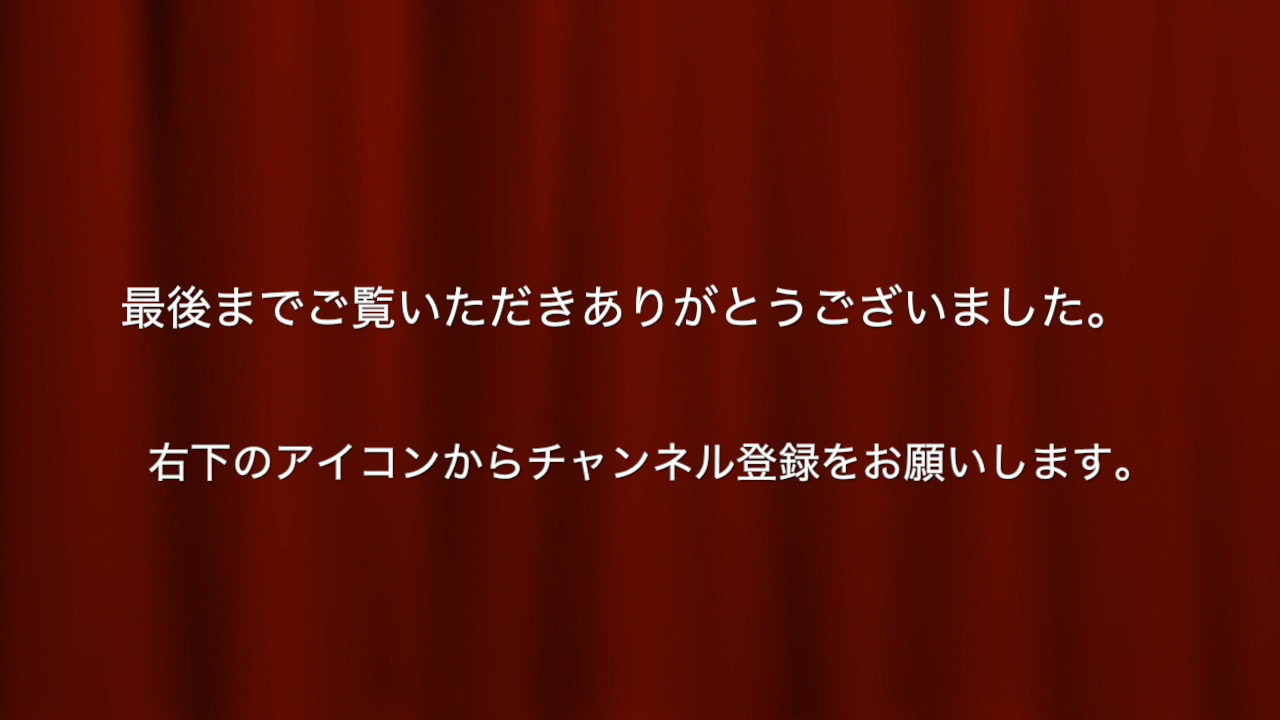 最後までご覧いただきありがとうございました。
右下のアイコンからチャンネル登録をお願いします。